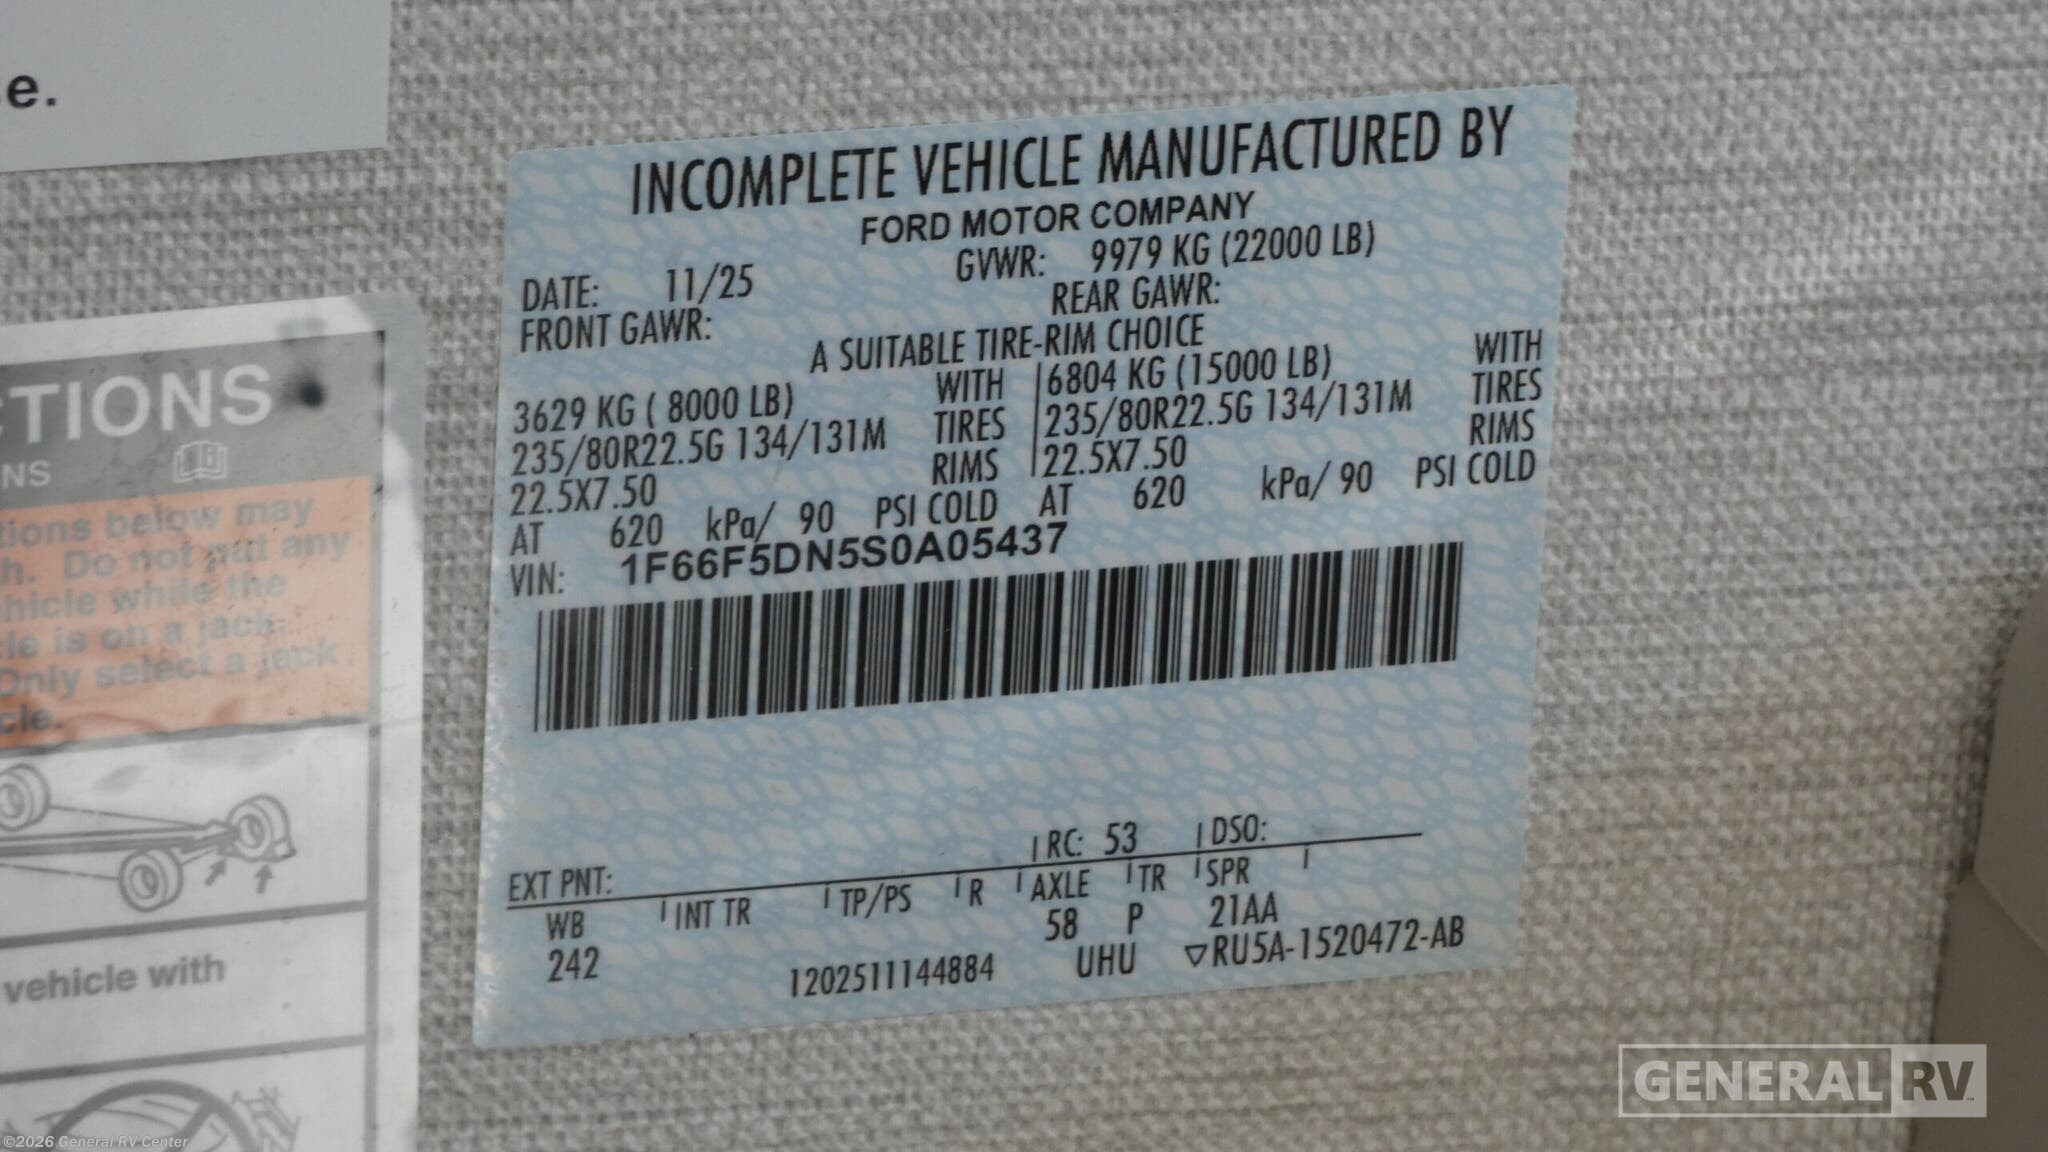 e.
INCOMPLETE VEHICLE MANUFACTURED BY
FORD MOTOR COMPANY
DATE: 11/25 GVWR: 9979 KG (22000 LB)
FRONT GAWR: REAR GAWR:
A SUITABLE TIRE-RIM CHOICE
3629 KG ( 8000 LB) WITH 6804 KG (15000 LB) WITH
235/80R22.5G 134/131M TIRES 235/80R22.5G 134/131M TIRES
22.5X7.50 RIMS 22.5X7.50 RIMS
AT 620 kPa/ 90 PSI COLD AT 620 kPa/ 90 PSI COLD
VIN: 1F66F5DN5S0A05437
EXT PNT: RC: 53 DSO:
WB INT TR TP/PS R AXLE TR SPR
242 58 P 21AA
1202511144884 UHU ▽RU5A-1520472-AB
CTIONS
NS
tions below may
h. Do not put any
hicle while the
le is on a jack.
Only select a jack
cle.
vehicle with
GENERAL RV
©2026 General RV Center